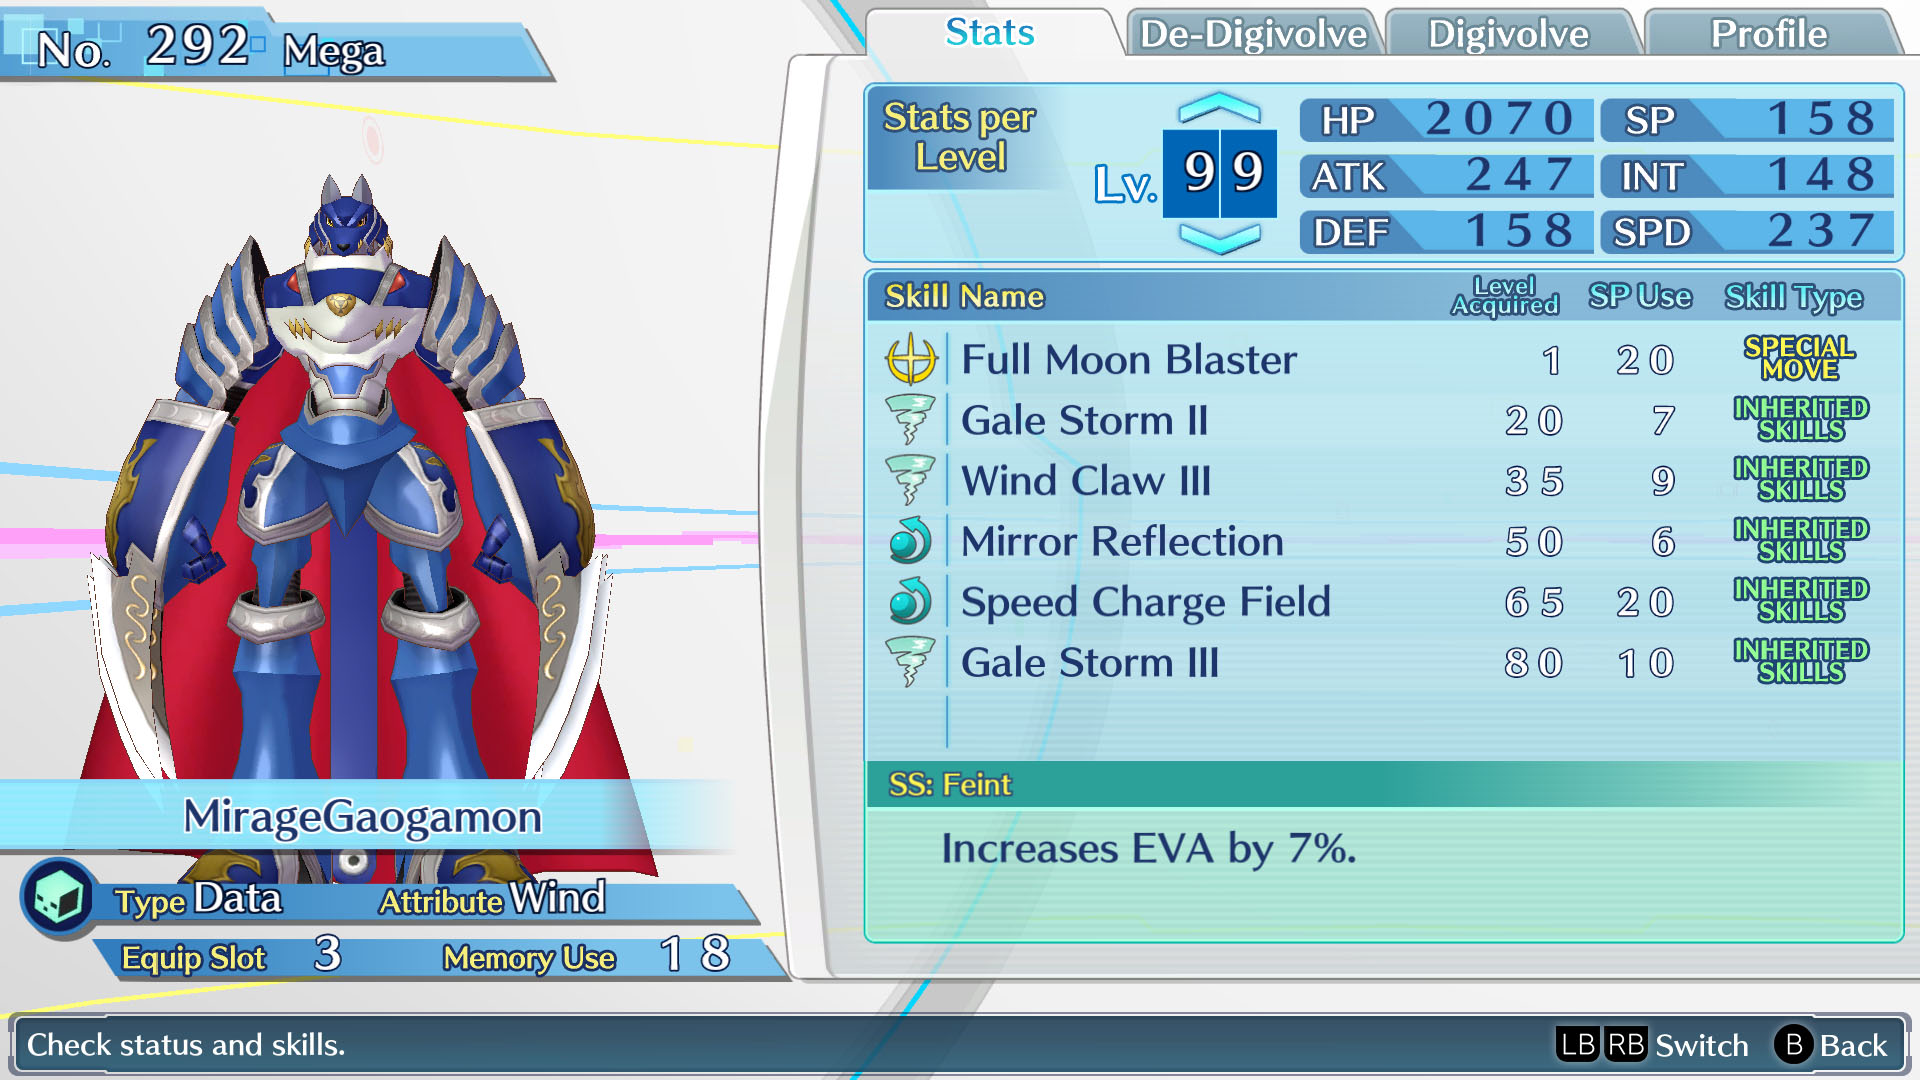 No. 292 Mega
Stats De-Digivolve Digivolve Profile
Stats per
Level
Lv. 99
HP 2070 SP 158
ATK 247 INT 148
DEF 158 SPD 237
Skill Name Level Acquired SP Use Skill Type
Full Moon Blaster 1 20 SPECIAL MOVE
Gale Storm II 20 7 INHERITED SKILLS
Wind Claw III 35 9 INHERITED SKILLS
Mirror Reflection 50 6 INHERITED SKILLS
Speed Charge Field 65 20 INHERITED SKILLS
Gale Storm III 80 10 INHERITED SKILLS
SS: Feint
Increases EVA by 7%.
MirageGaogamon
Type Data Attribute Wind
Equip Slot 3 Memory Use 18
Check status and skills.
LB RB Switch B Back